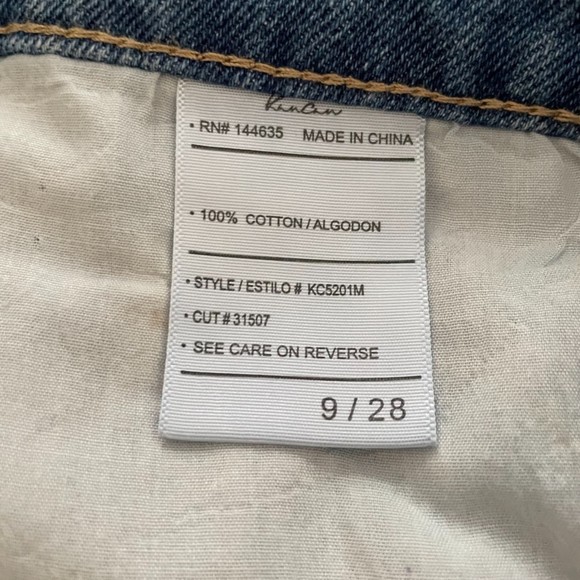 KanCan
• RN# 144635 MADE IN CHINA
• 100% COTTON / ALGODON
• STYLE / ESTILO # KC5201M
• CUT # 31507
• SEE CARE ON REVERSE
9 / 28